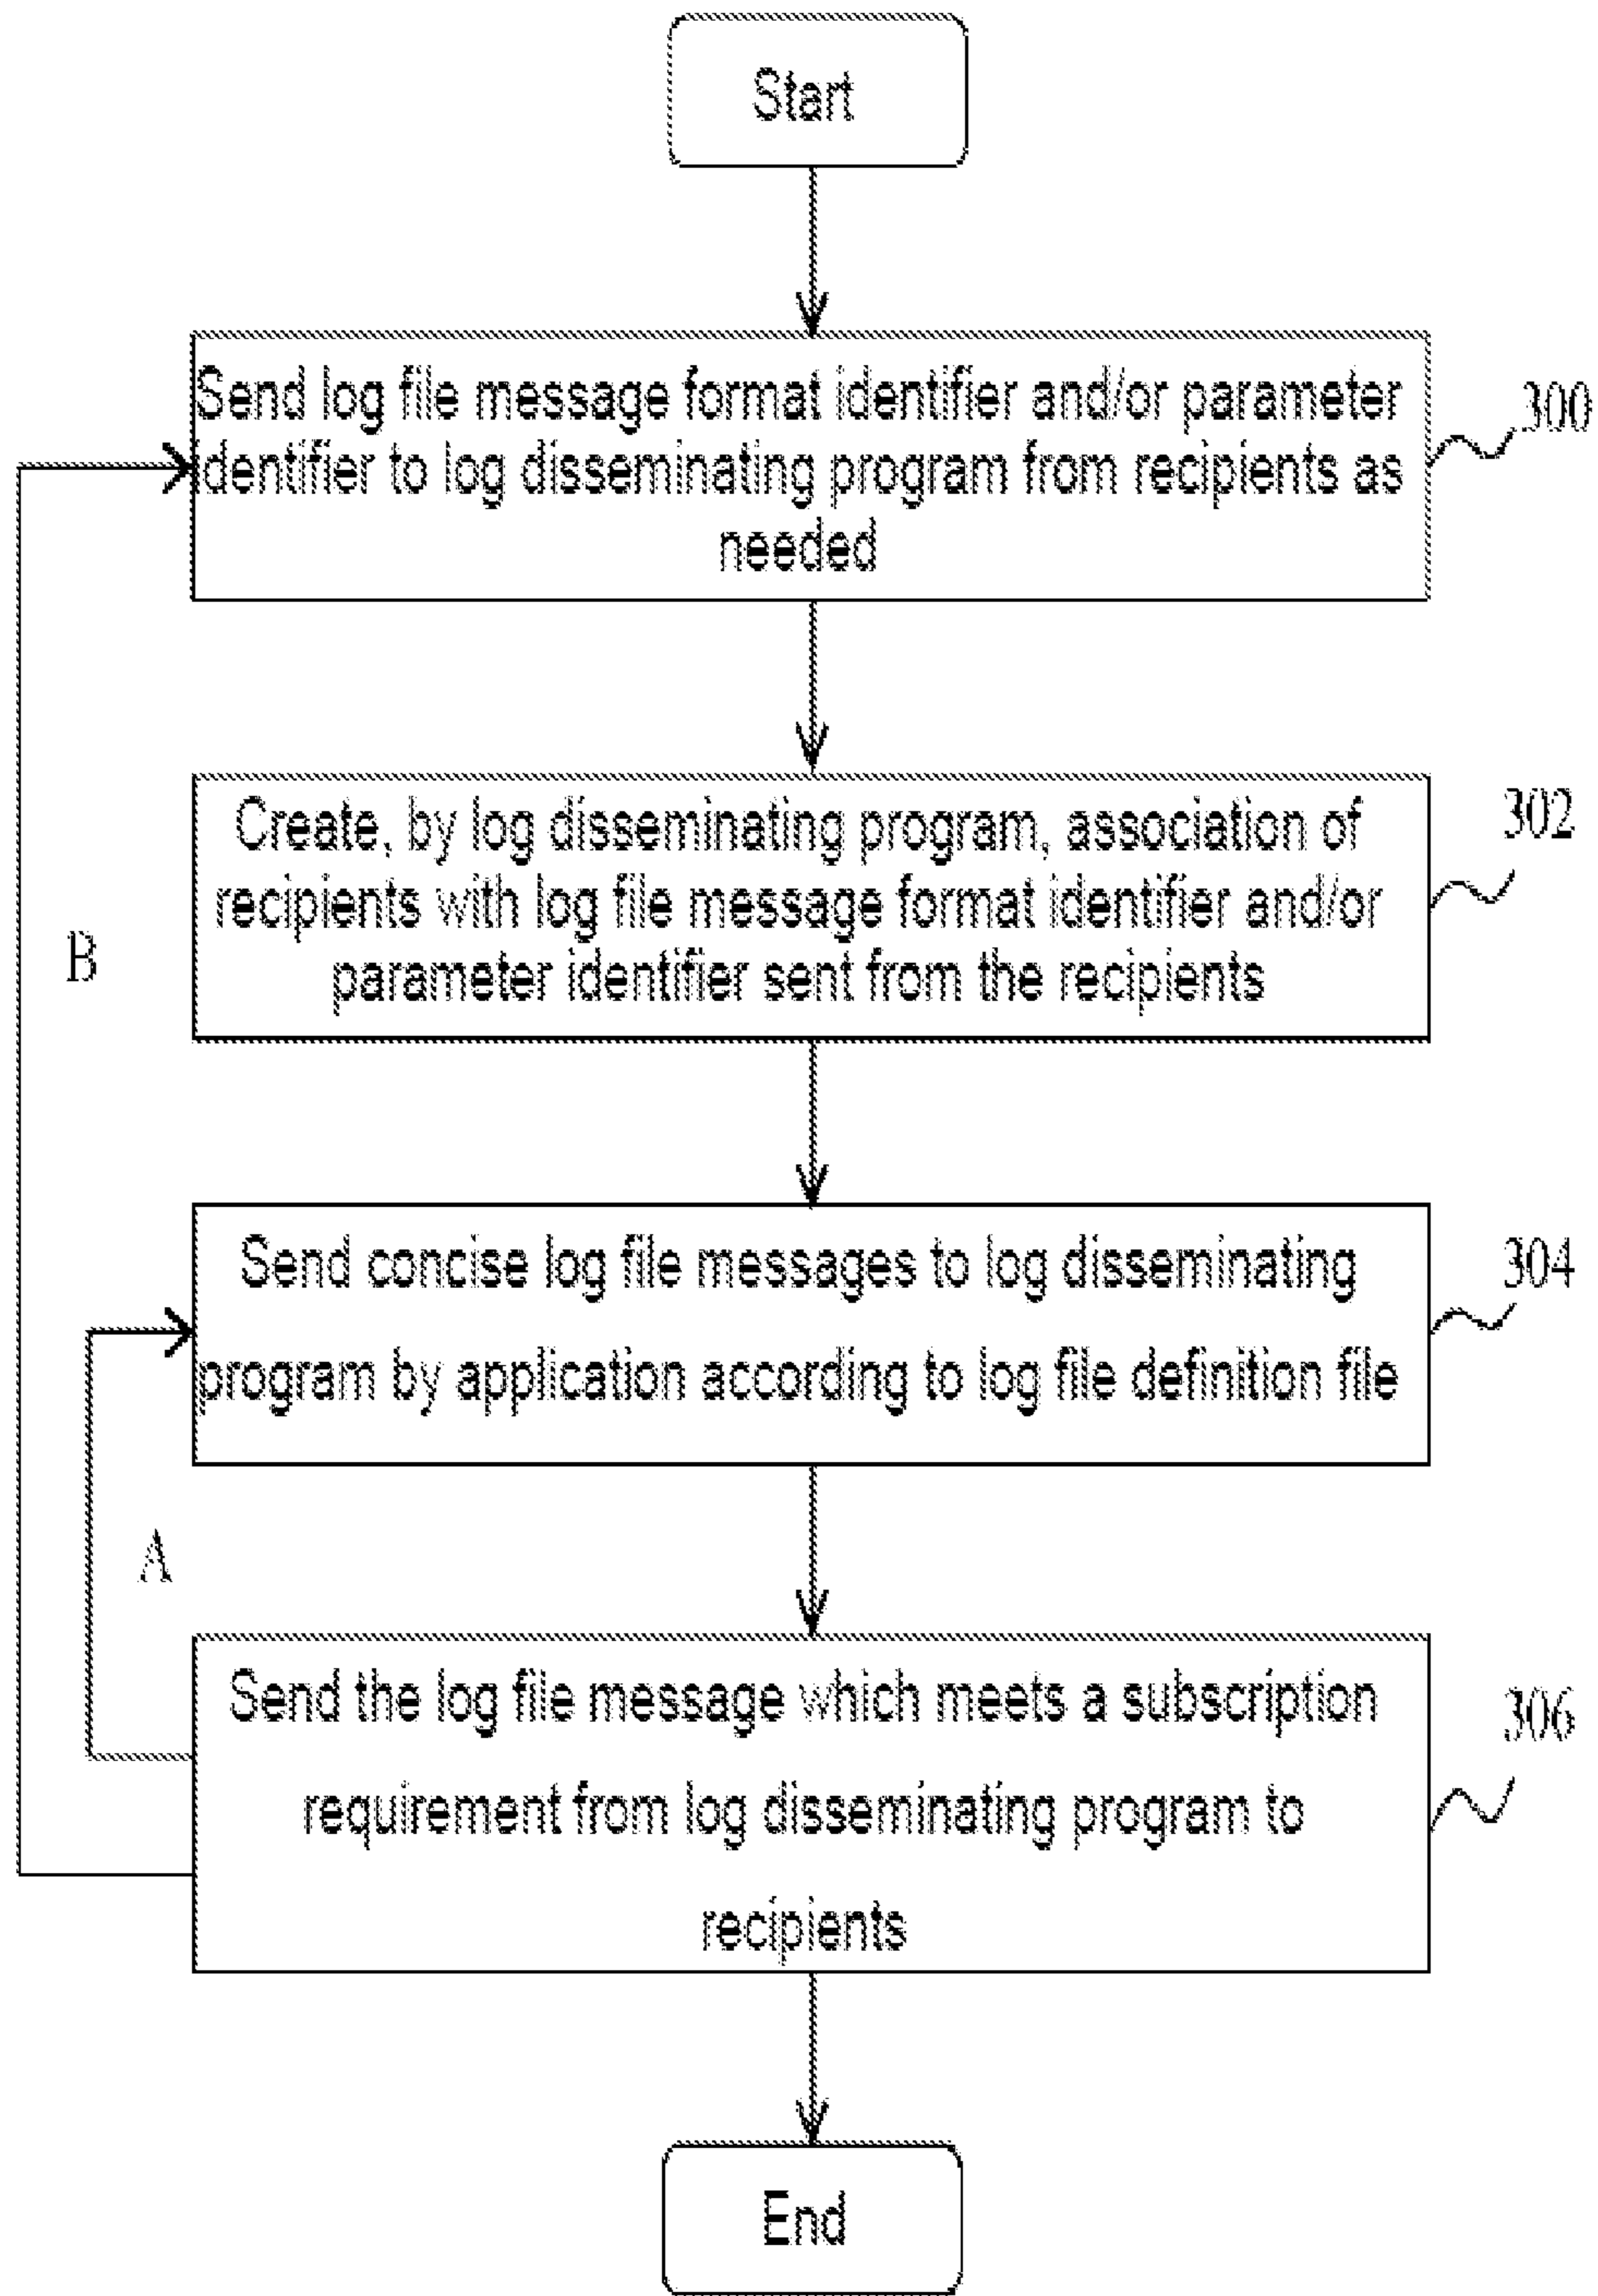 Start
Send log file message format identifier and/or parameter
identifier to log disseminating program from recipients as
needed
300
Create, by log disseminating program, association of
recipients with log file message format identifier and/or
parameter identifier sent from the recipients
302
B
Send concise log file messages to log disseminating
program by application according to log file definition file
304
A
Send the log file message which meets a subscription
requirement from log disseminating program to
recipients
306
End